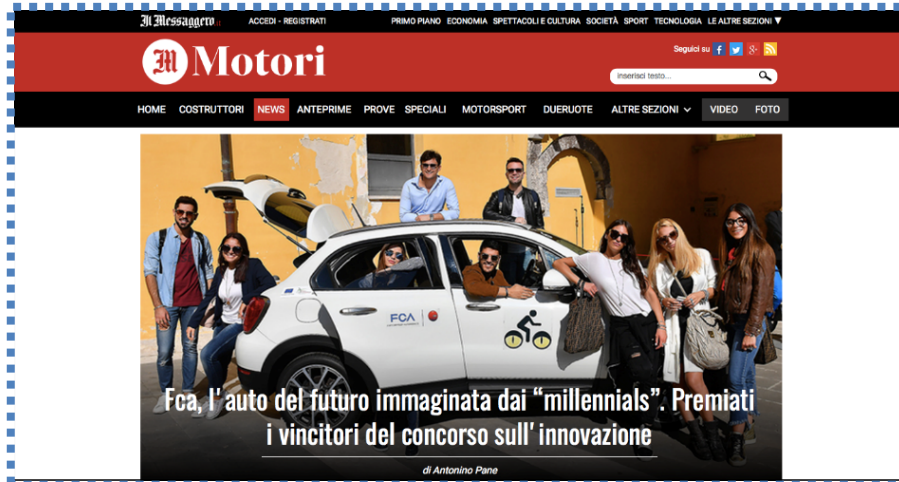 Il Messaggero.it
ACCEDI - REGISTRATI
PRIMO PIANO ECONOMIA SPETTACOLI E CULTURA SOCIETÀ SPORT TECNOLOGIA LE ALTRE SEZIONI ▼
M Motori
Seguici su
inserisci testo...
HOME COSTRUTTORI NEWS ANTEPRIME PROVE SPECIALI MOTORSPORT DUERUOTE ALTRE SEZIONI VIDEO FOTO
FCA
Fca, l'auto del futuro immaginata dai “millennials”. Premiati
i vincitori del concorso sull'innovazione
di Antonino Pane